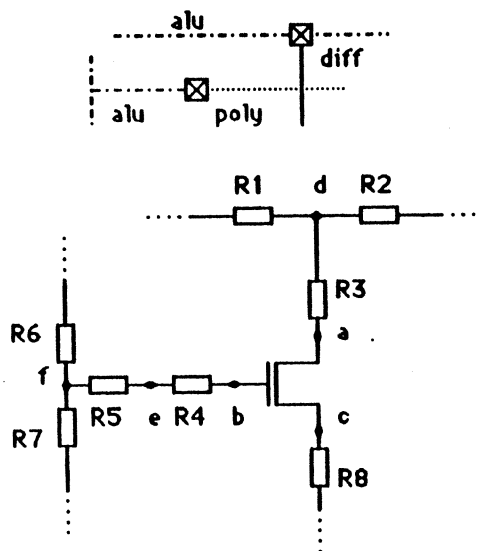 alu
diff
alu poly
R1 d R2
R3
R6 a
f
R5 e R4 b c
R7
R8